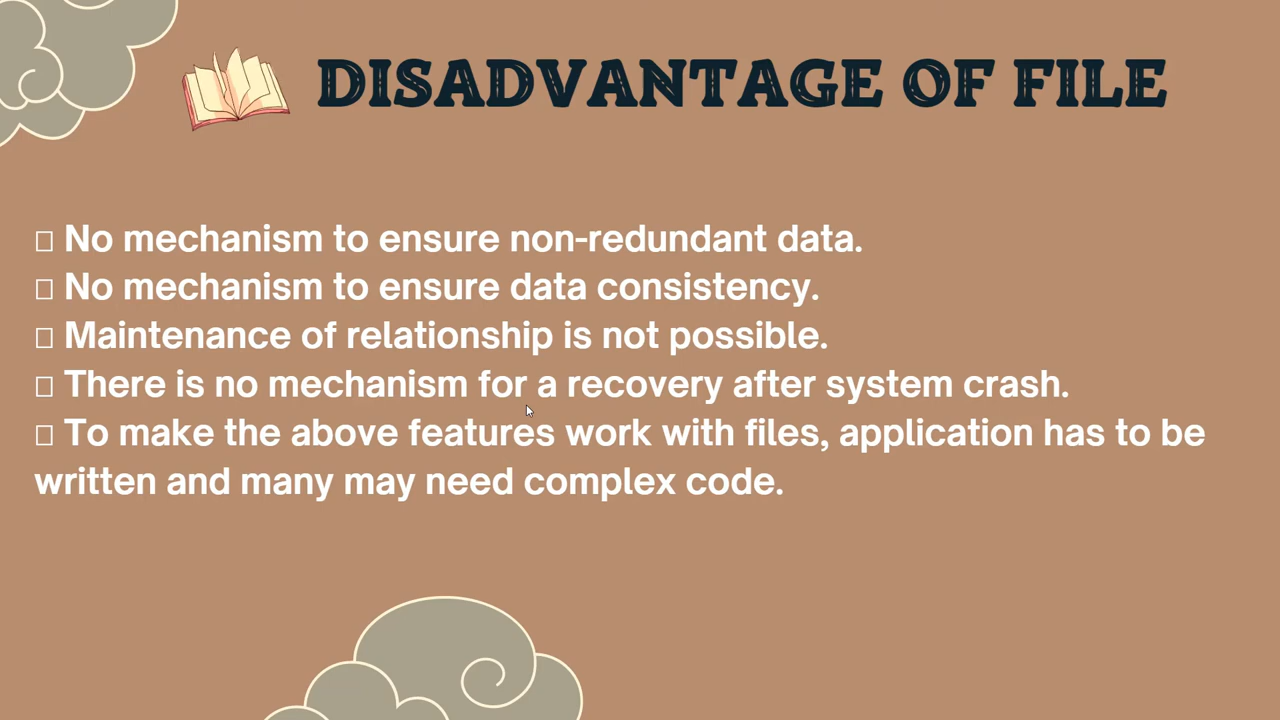 DISADVANTAGE OF FILE
□ No mechanism to ensure non-redundant data.
□ No mechanism to ensure data consistency.
□ Maintenance of relationship is not possible.
□ There is no mechanism for a recovery after system crash.
□ To make the above features work with files, application has to be
written and many may need complex code.